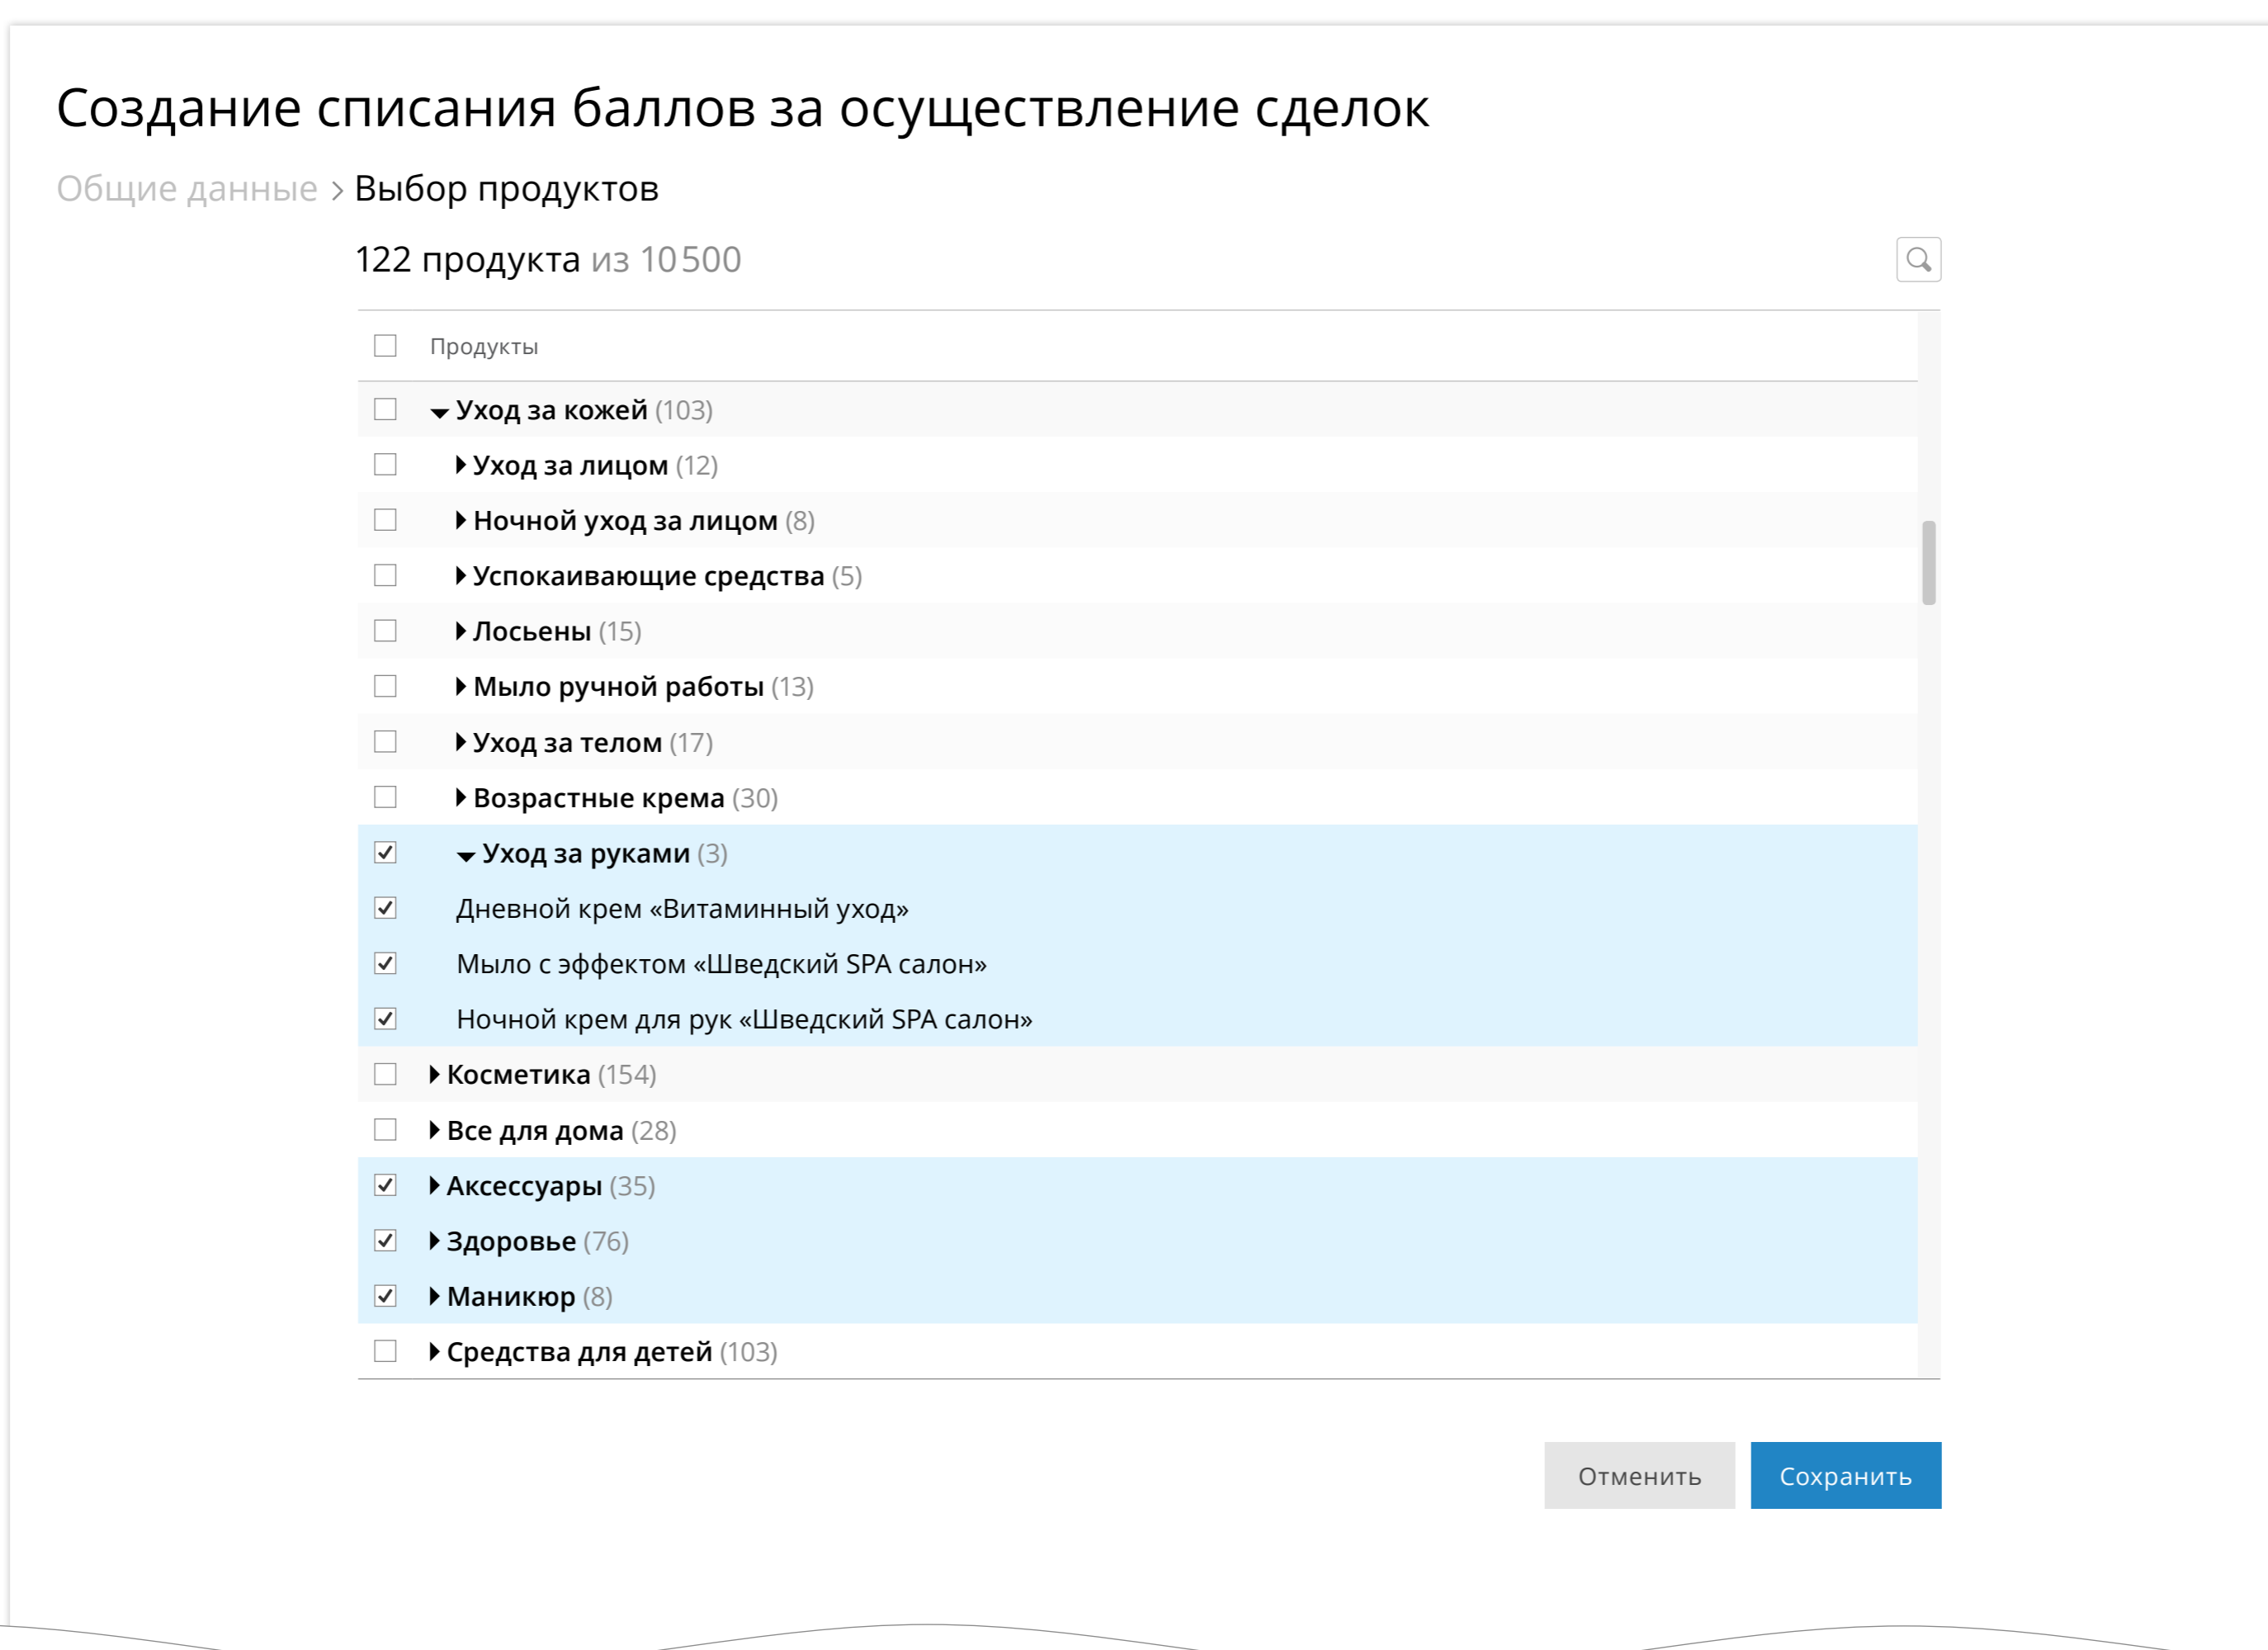 Создание списания баллов за осуществление сделок
Общие данные > Выбор продуктов
122 продукта из 10 500
Продукты
Уход за кожей (103)
Уход за лицом (12)
Ночной уход за лицом (8)
Успокаивающие средства (5)
Лосьены (15)
Мыло ручной работы (13)
Уход за телом (17)
Возрастные крема (30)
Уход за руками (3)
Дневной крем «Витаминный уход»
Мыло с эффектом «Шведский SPA салон»
Ночной крем для рук «Шведский SPA салон»
Косметика (154)
Все для дома (28)
Аксессуары (35)
Здоровье (76)
Маникюр (8)
Средства для детей (103)
Отменить Сохранить